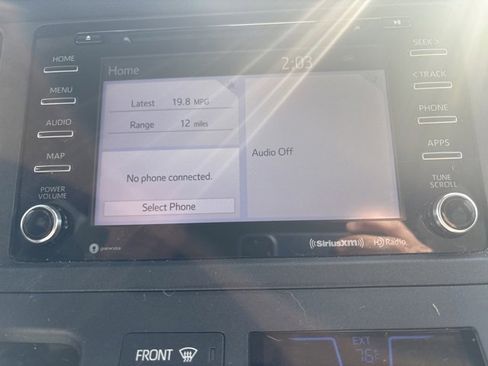 HOME
MENU
AUDIO
MAP
POWER
VOLUME
Home
2:03
Latest 19.8 MPG
Range 12 miles
No phone connected.
Select Phone
Audio Off
SEEK >
< TRACK
PHONE
APPS
TUNE
SCROLL
gracenote
((SiriusXM))
HD Radio
FRONT
EXT
76°F